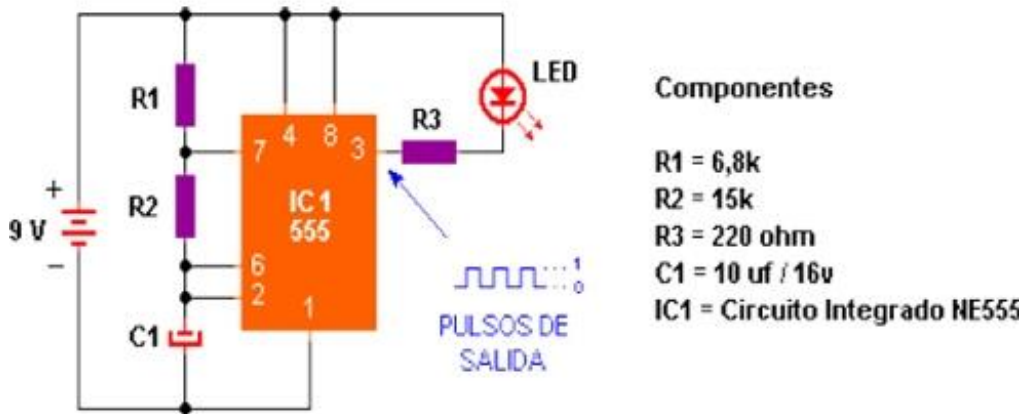 LED
R1
R3
4
8
3
7
+
R2
IC 1
555
9 V
6
2
1
–
1
0
C1
PULSOS DE
SALIDA
Componentes
R1 = 6,8k
R2 = 15k
R3 = 220 ohm
C1 = 10 uf / 16v
IC1 = Circuito Integrado NE555